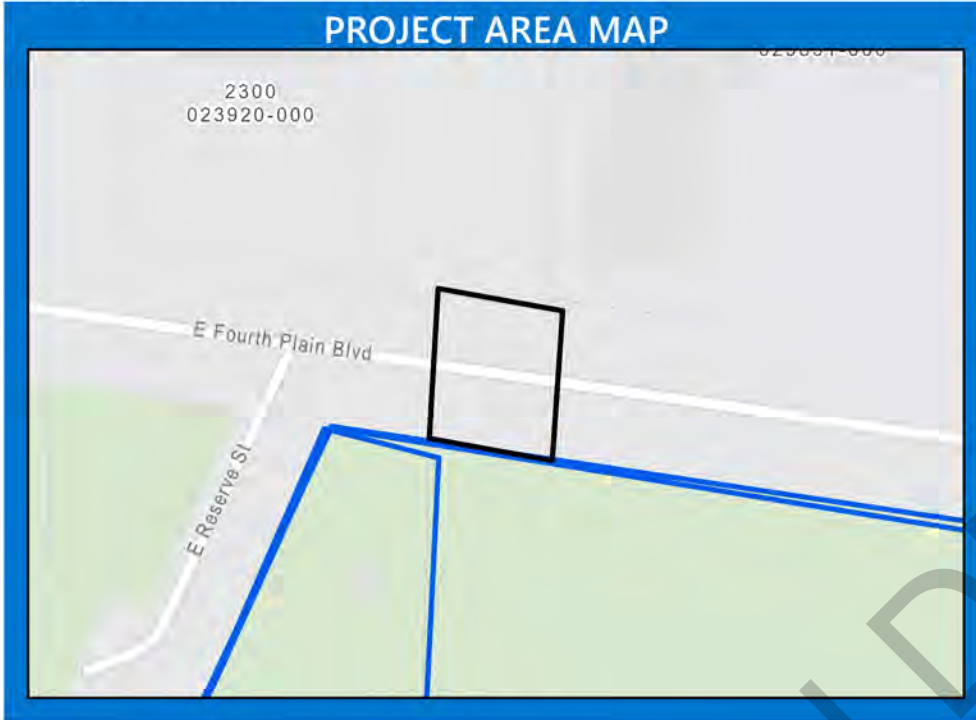 PROJECT AREA MAP
2300
023920-000
E Fourth Plain Blvd
E Reserve St